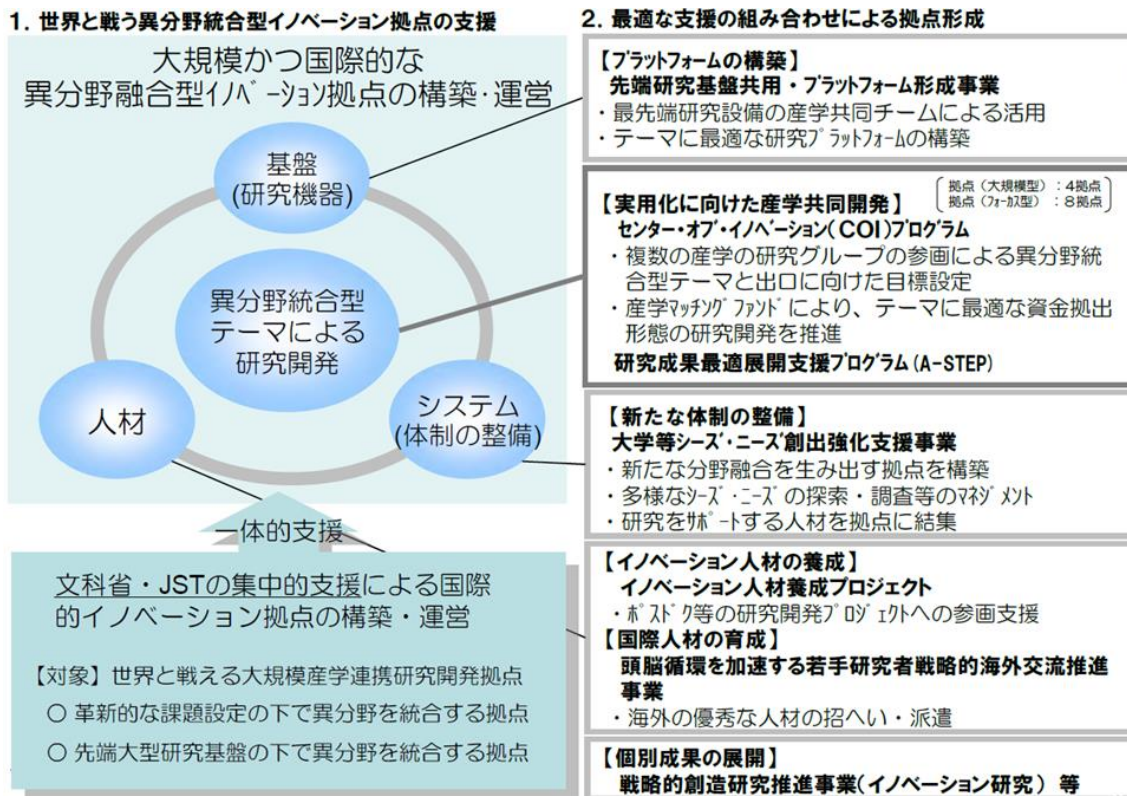 1. 世界と戦う異分野統合型イノベーション拠点の支援
大規模かつ国際的な
異分野融合型ｲﾉﾍﾞｰｼｮﾝ拠点の構築･運営
基盤
(研究機器)
異分野統合型
テーマによる
研究開発
人材
システム
(体制の整備)
一体的支援
文科省・JSTの集中的支援による国際
的イノベーション拠点の構築・運営
【対象】世界と戦える大規模産学連携研究開発拠点
○ 革新的な課題設定の下で異分野を統合する拠点
○ 先端大型研究基盤の下で異分野を統合する拠点
2. 最適な支援の組み合わせによる拠点形成
【プラットフォームの構築】
先端研究基盤共用・プラットフォーム形成事業
・最先端研究設備の産学共同チームによる活用
・テーマに最適な研究ﾌﾟﾗｯﾄﾌｫｰﾑの構築
拠点（大規模型）：4拠点
拠点（ﾌｫｰｶｽ型）：8拠点
【実用化に向けた産学共同開発】
センター・オブ・イノベーション(COI)プログラム
・複数の産学の研究グループの参画による異分野統
合型テーマと出口に向けた目標設定
・産学ﾏｯﾁﾝｸﾞﾌｧﾝﾄﾞにより、テーマに最適な資金拠出
形態の研究開発を推進
研究成果最適展開支援プログラム(A-STEP)
【新たな体制の整備】
大学等シーズ・ニーズ創出強化支援事業
・新たな分野融合を生み出す拠点を構築
・多様なｼｰｽﾞ･ﾆｰｽﾞの探索・調査等のﾏﾈｼﾞﾒﾝﾄ
・研究をｻﾎﾟｰﾄする人材を拠点に結集
【イノベーション人材の養成】
イノベーション人材養成プロジェクト
・ﾎﾟｽﾄﾞｸ等の研究開発ﾌﾟﾛｼﾞｪｸﾄへの参画支援
【国際人材の育成】
頭脳循環を加速する若手研究者戦略的海外交流推進
事業
・海外の優秀な人材の招へい・派遣
【個別成果の展開】
戦略的創造研究推進事業(イノベーション研究) 等